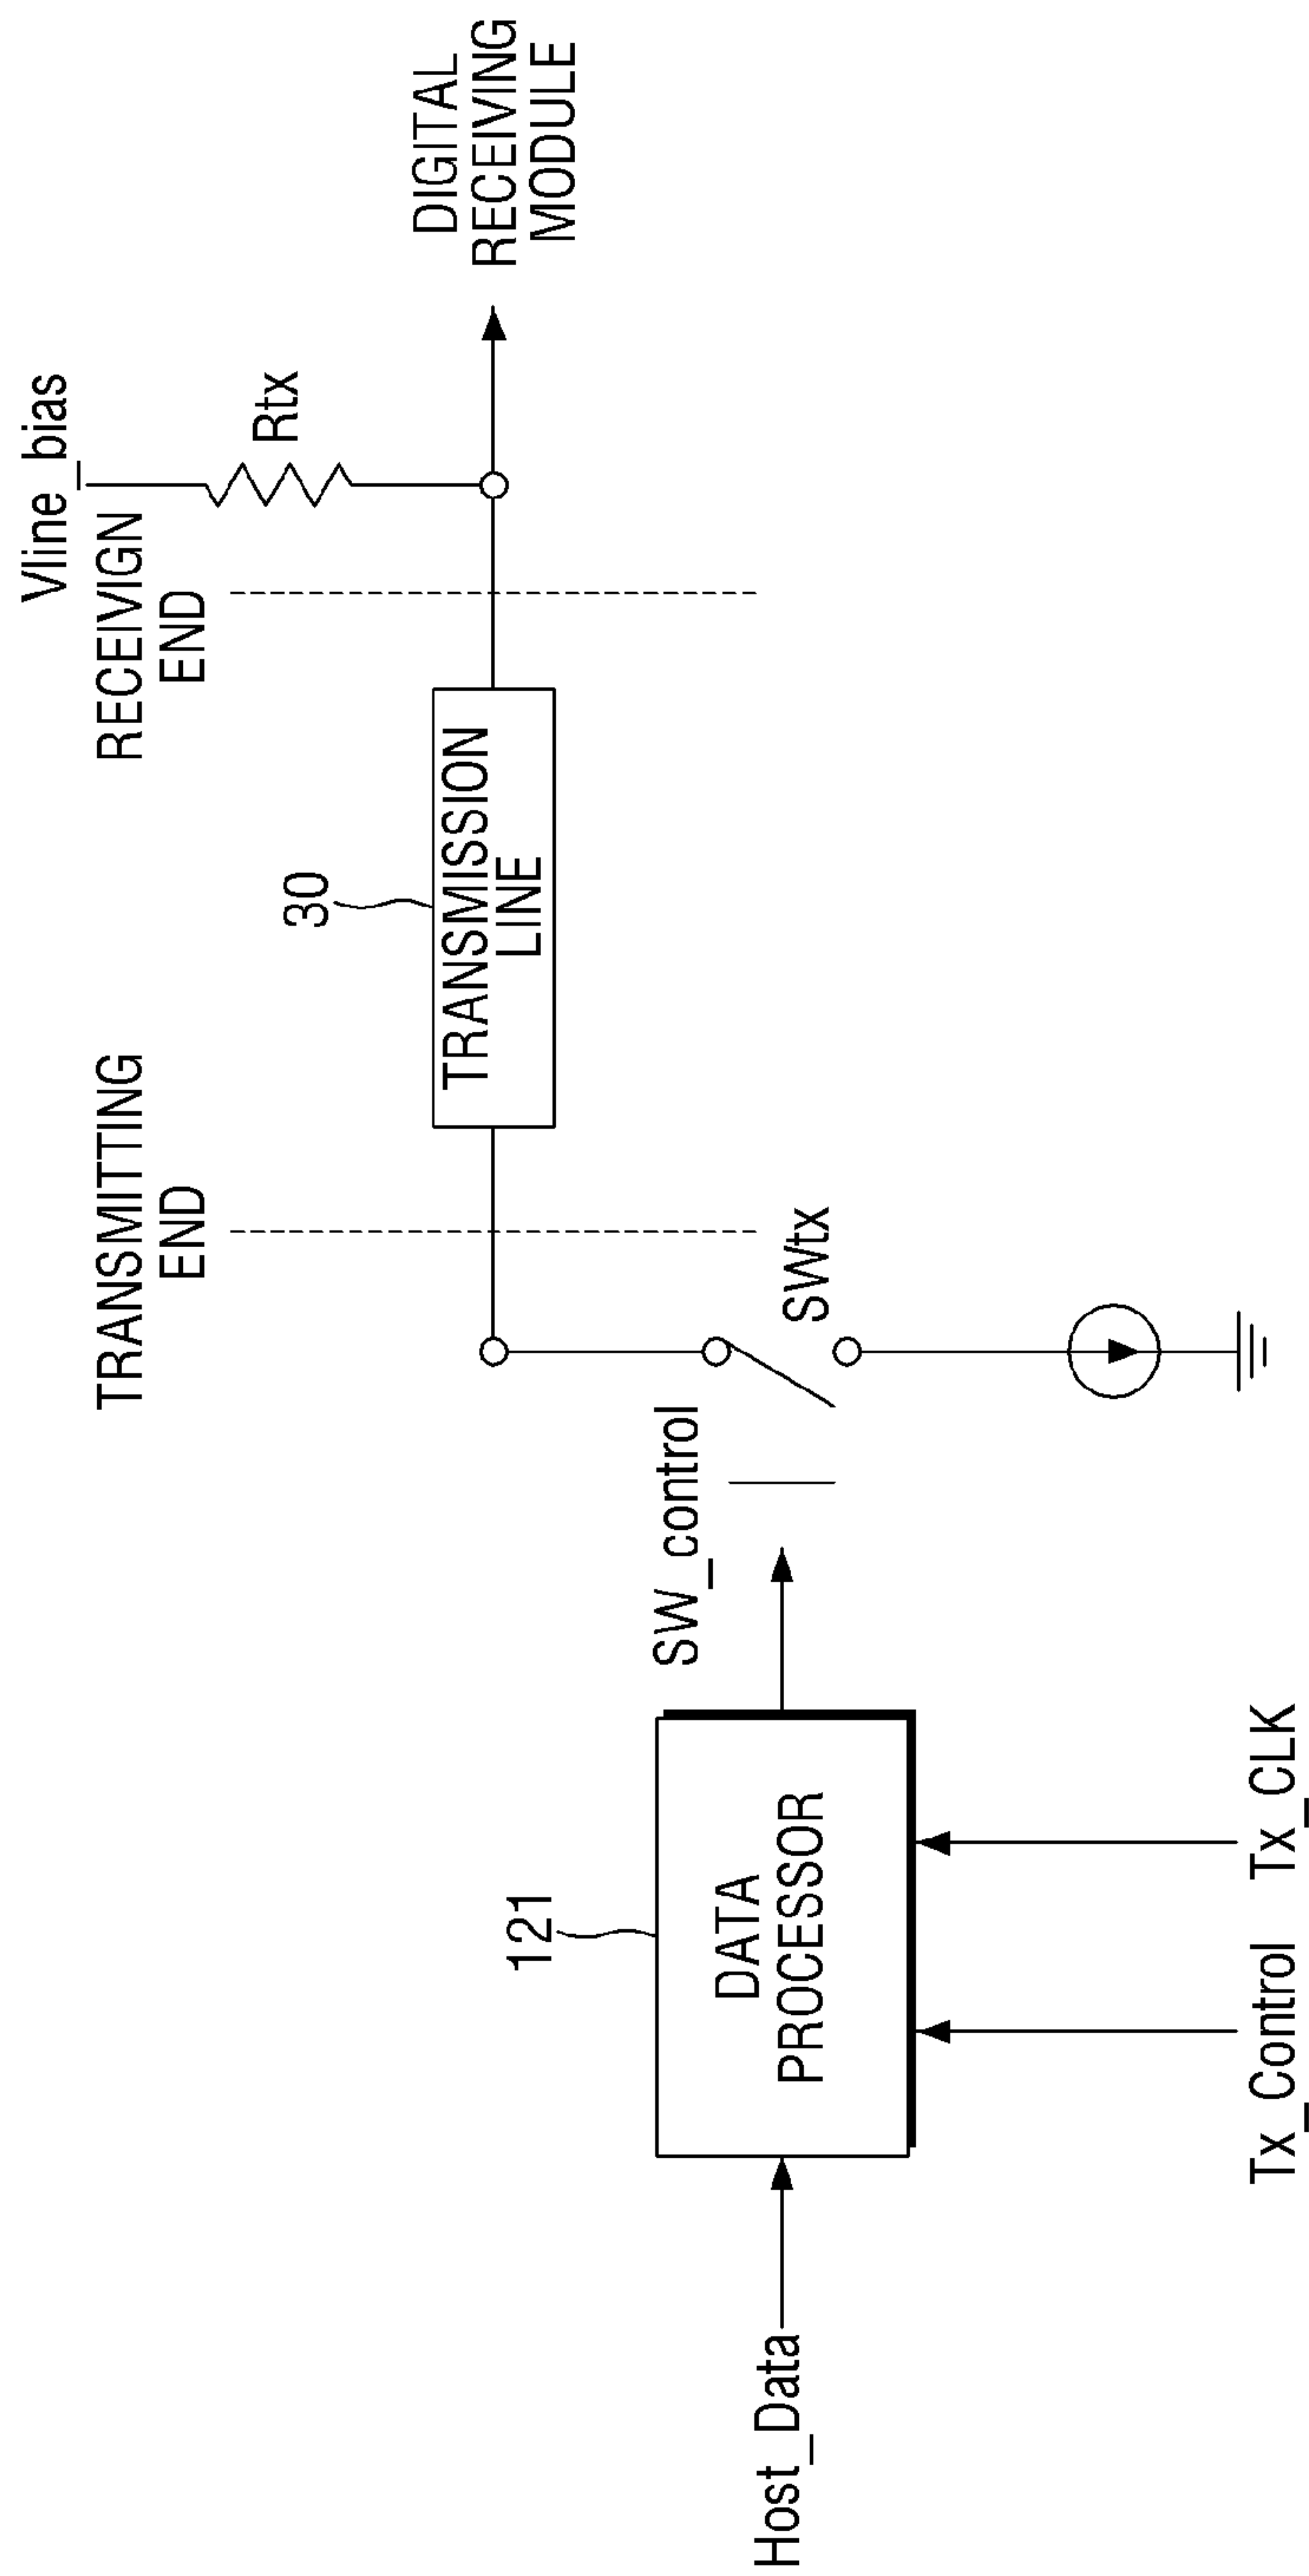 Vline_bias
TRANSMITTING
END
RECEIVIGN
END
Rtx
30
TRANSMISSION
LINE
DIGITAL
RECEIVING
MODULE
121
SW_control
SWtx
Host_Data
DATA
PROCESSOR
Tx_Control
Tx_CLK